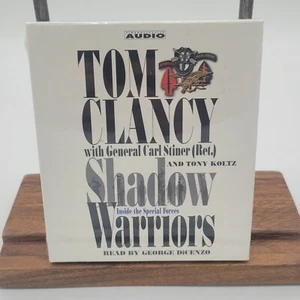 AUDIO
TOM
CLANCY
with General Carl Stiner (Ret.)
AND TONY KOLTZ
Shadow
Inside the Special Forces
Warriors
READ BY GEORGE DiCENZO